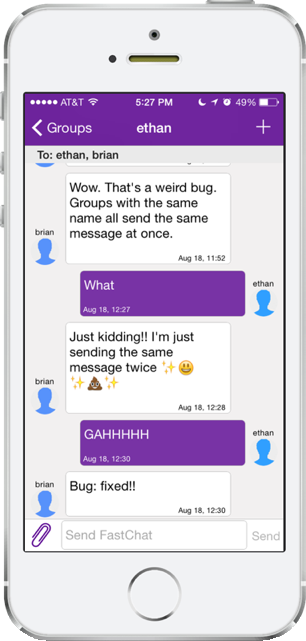 AT&T 5:27 PM 49%
Groups ethan +
To: ethan, brian
Wow. That's a weird bug.
Groups with the same
name all send the same
message at once.
brian
Aug 18, 11:52
What
ethan
Aug 18, 12:27
Just kidding!! I'm just
sending the same
message twice ✨😃
✨💩✨
brian
Aug 18, 12:28
GAHHHHH
ethan
Aug 18, 12:30
Bug: fixed!!
brian
Aug 18, 12:30
Send FastChat Send